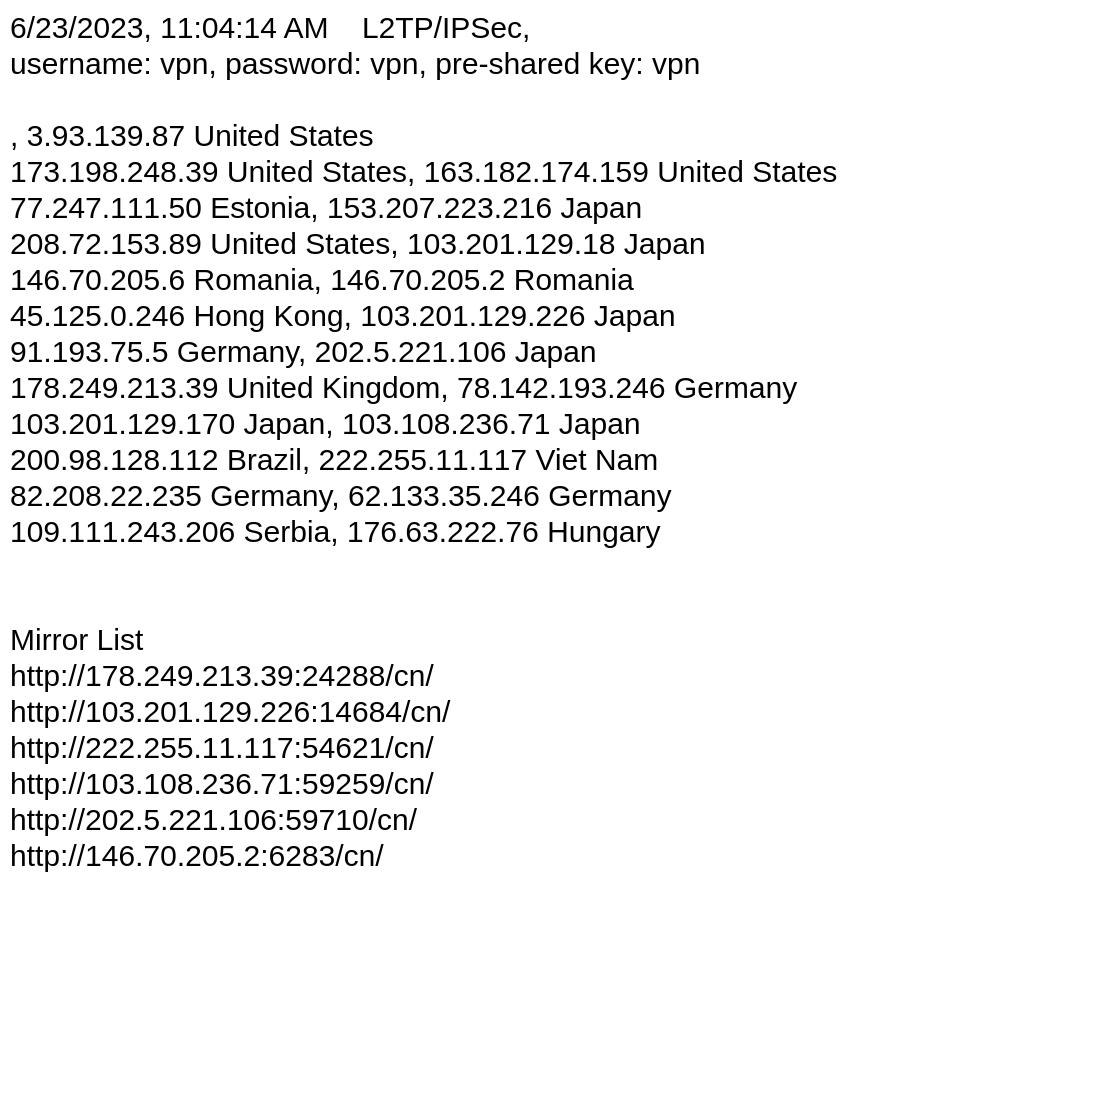 6/23/2023, 11:04:14 AM    L2TP/IPSec,
username: vpn, password: vpn, pre-shared key: vpn
, 3.93.139.87 United States
173.198.248.39 United States, 163.182.174.159 United States
77.247.111.50 Estonia, 153.207.223.216 Japan
208.72.153.89 United States, 103.201.129.18 Japan
146.70.205.6 Romania, 146.70.205.2 Romania
45.125.0.246 Hong Kong, 103.201.129.226 Japan
91.193.75.5 Germany, 202.5.221.106 Japan
178.249.213.39 United Kingdom, 78.142.193.246 Germany
103.201.129.170 Japan, 103.108.236.71 Japan
200.98.128.112 Brazil, 222.255.11.117 Viet Nam
82.208.22.235 Germany, 62.133.35.246 Germany
109.111.243.206 Serbia, 176.63.222.76 Hungary
Mirror List
http://178.249.213.39:24288/cn/
http://103.201.129.226:14684/cn/
http://222.255.11.117:54621/cn/
http://103.108.236.71:59259/cn/
http://202.5.221.106:59710/cn/
http://146.70.205.2:6283/cn/